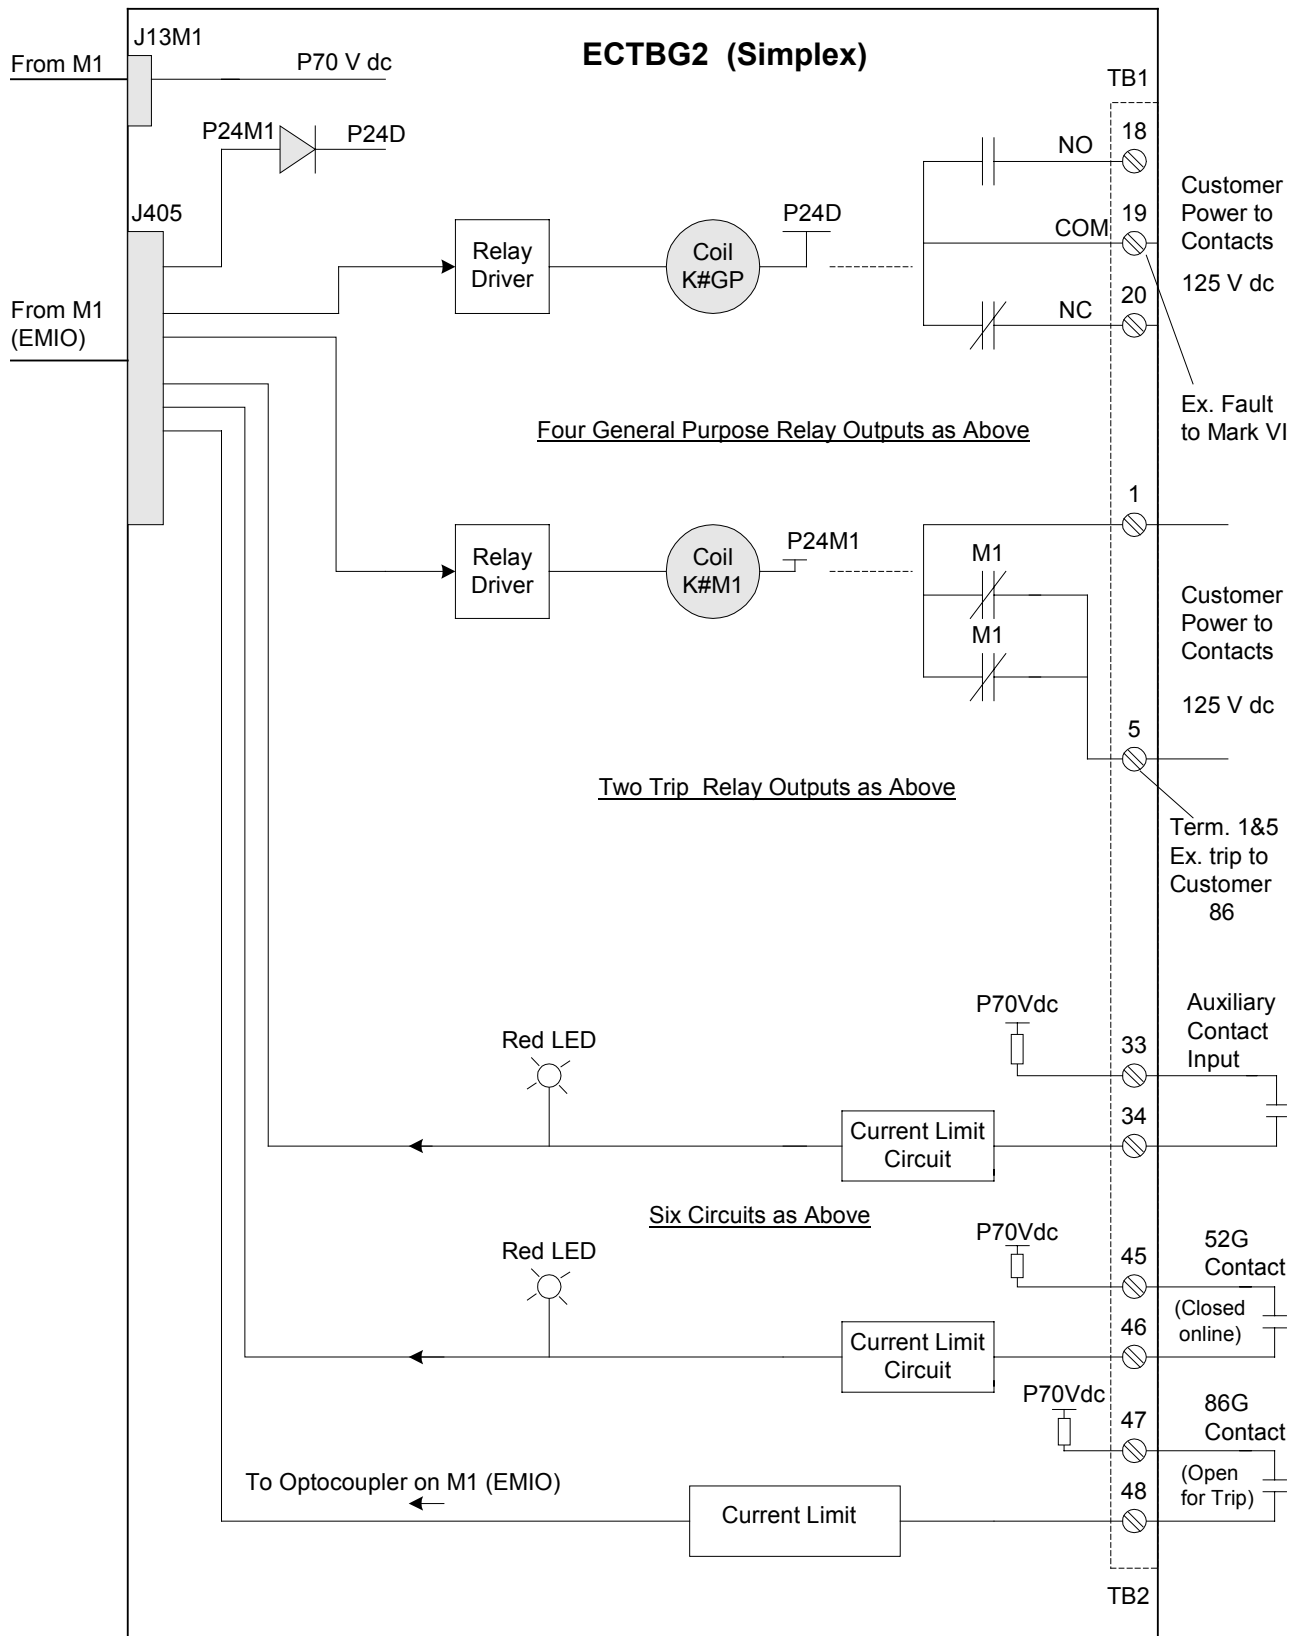 J13M1
From M1
P70 V dc
ECTBG2 (Simplex)
TB1
P24M1
P24D
18
NO
Customer
Power to
Contacts
125 V dc
J405
P24D
19
COM
Relay
Driver
Coil
K#GP
From M1
(EMIO)
20
NC
Ex. Fault
to Mark VI
Four General Purpose Relay Outputs as Above
1
Relay
Driver
Coil
K#M1
P24M1
M1
M1
Customer
Power to
Contacts
125 V dc
5
Two Trip Relay Outputs as Above
Term. 1&5
Ex. trip to
Customer
86
P70Vdc
Auxiliary
Contact
Input
Red LED
33
34
Current Limit
Circuit
Six Circuits as Above
P70Vdc
52G
Contact
Red LED
45
(Closed
online)
46
Current Limit
Circuit
P70Vdc
86G
Contact
47
(Open
for Trip)
To Optocoupler on M1 (EMIO)
48
Current Limit
TB2